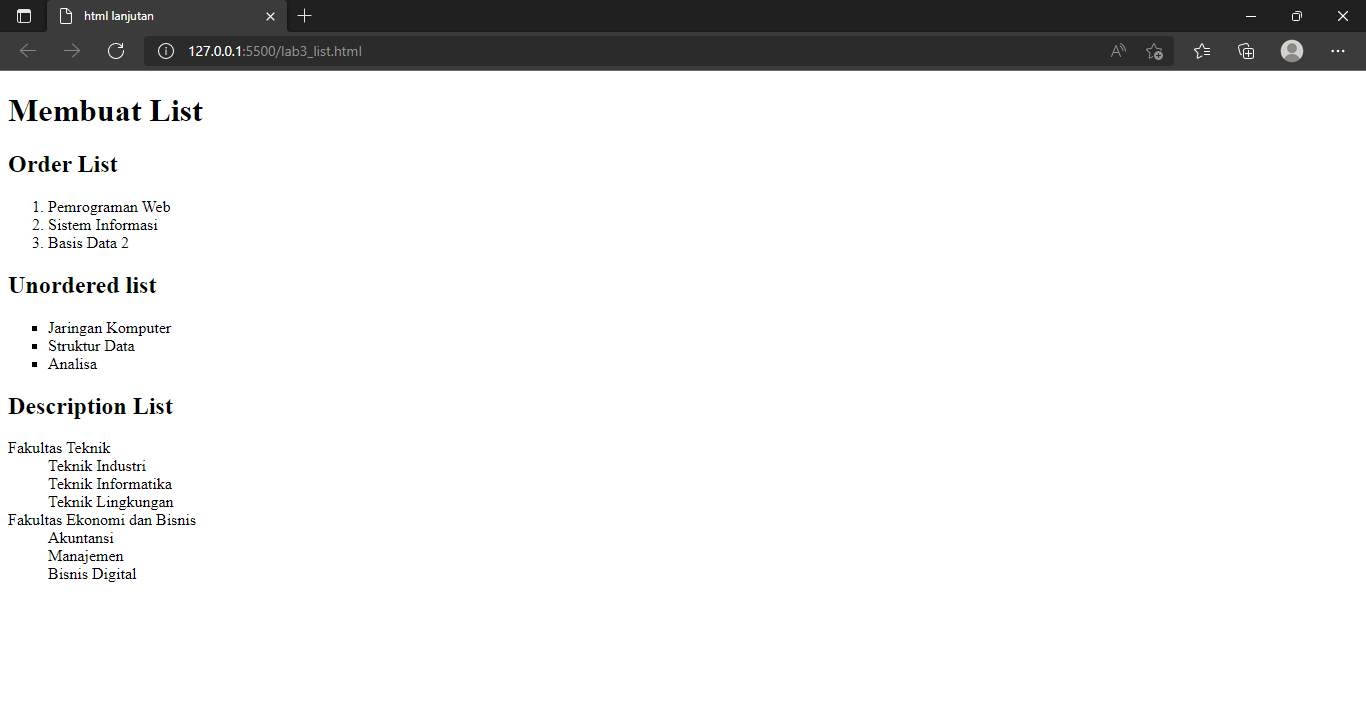 html lanjutan
127.0.0.1:5500/lab3_list.html
Membuat List
Order List
1. Pemrograman Web
2. Sistem Informasi
3. Basis Data 2
Unordered list
▪ Jaringan Komputer
▪ Struktur Data
▪ Analisa
Description List
Fakultas Teknik
Teknik Industri
Teknik Informatika
Teknik Lingkungan
Fakultas Ekonomi dan Bisnis
Akuntansi
Manajemen
Bisnis Digital